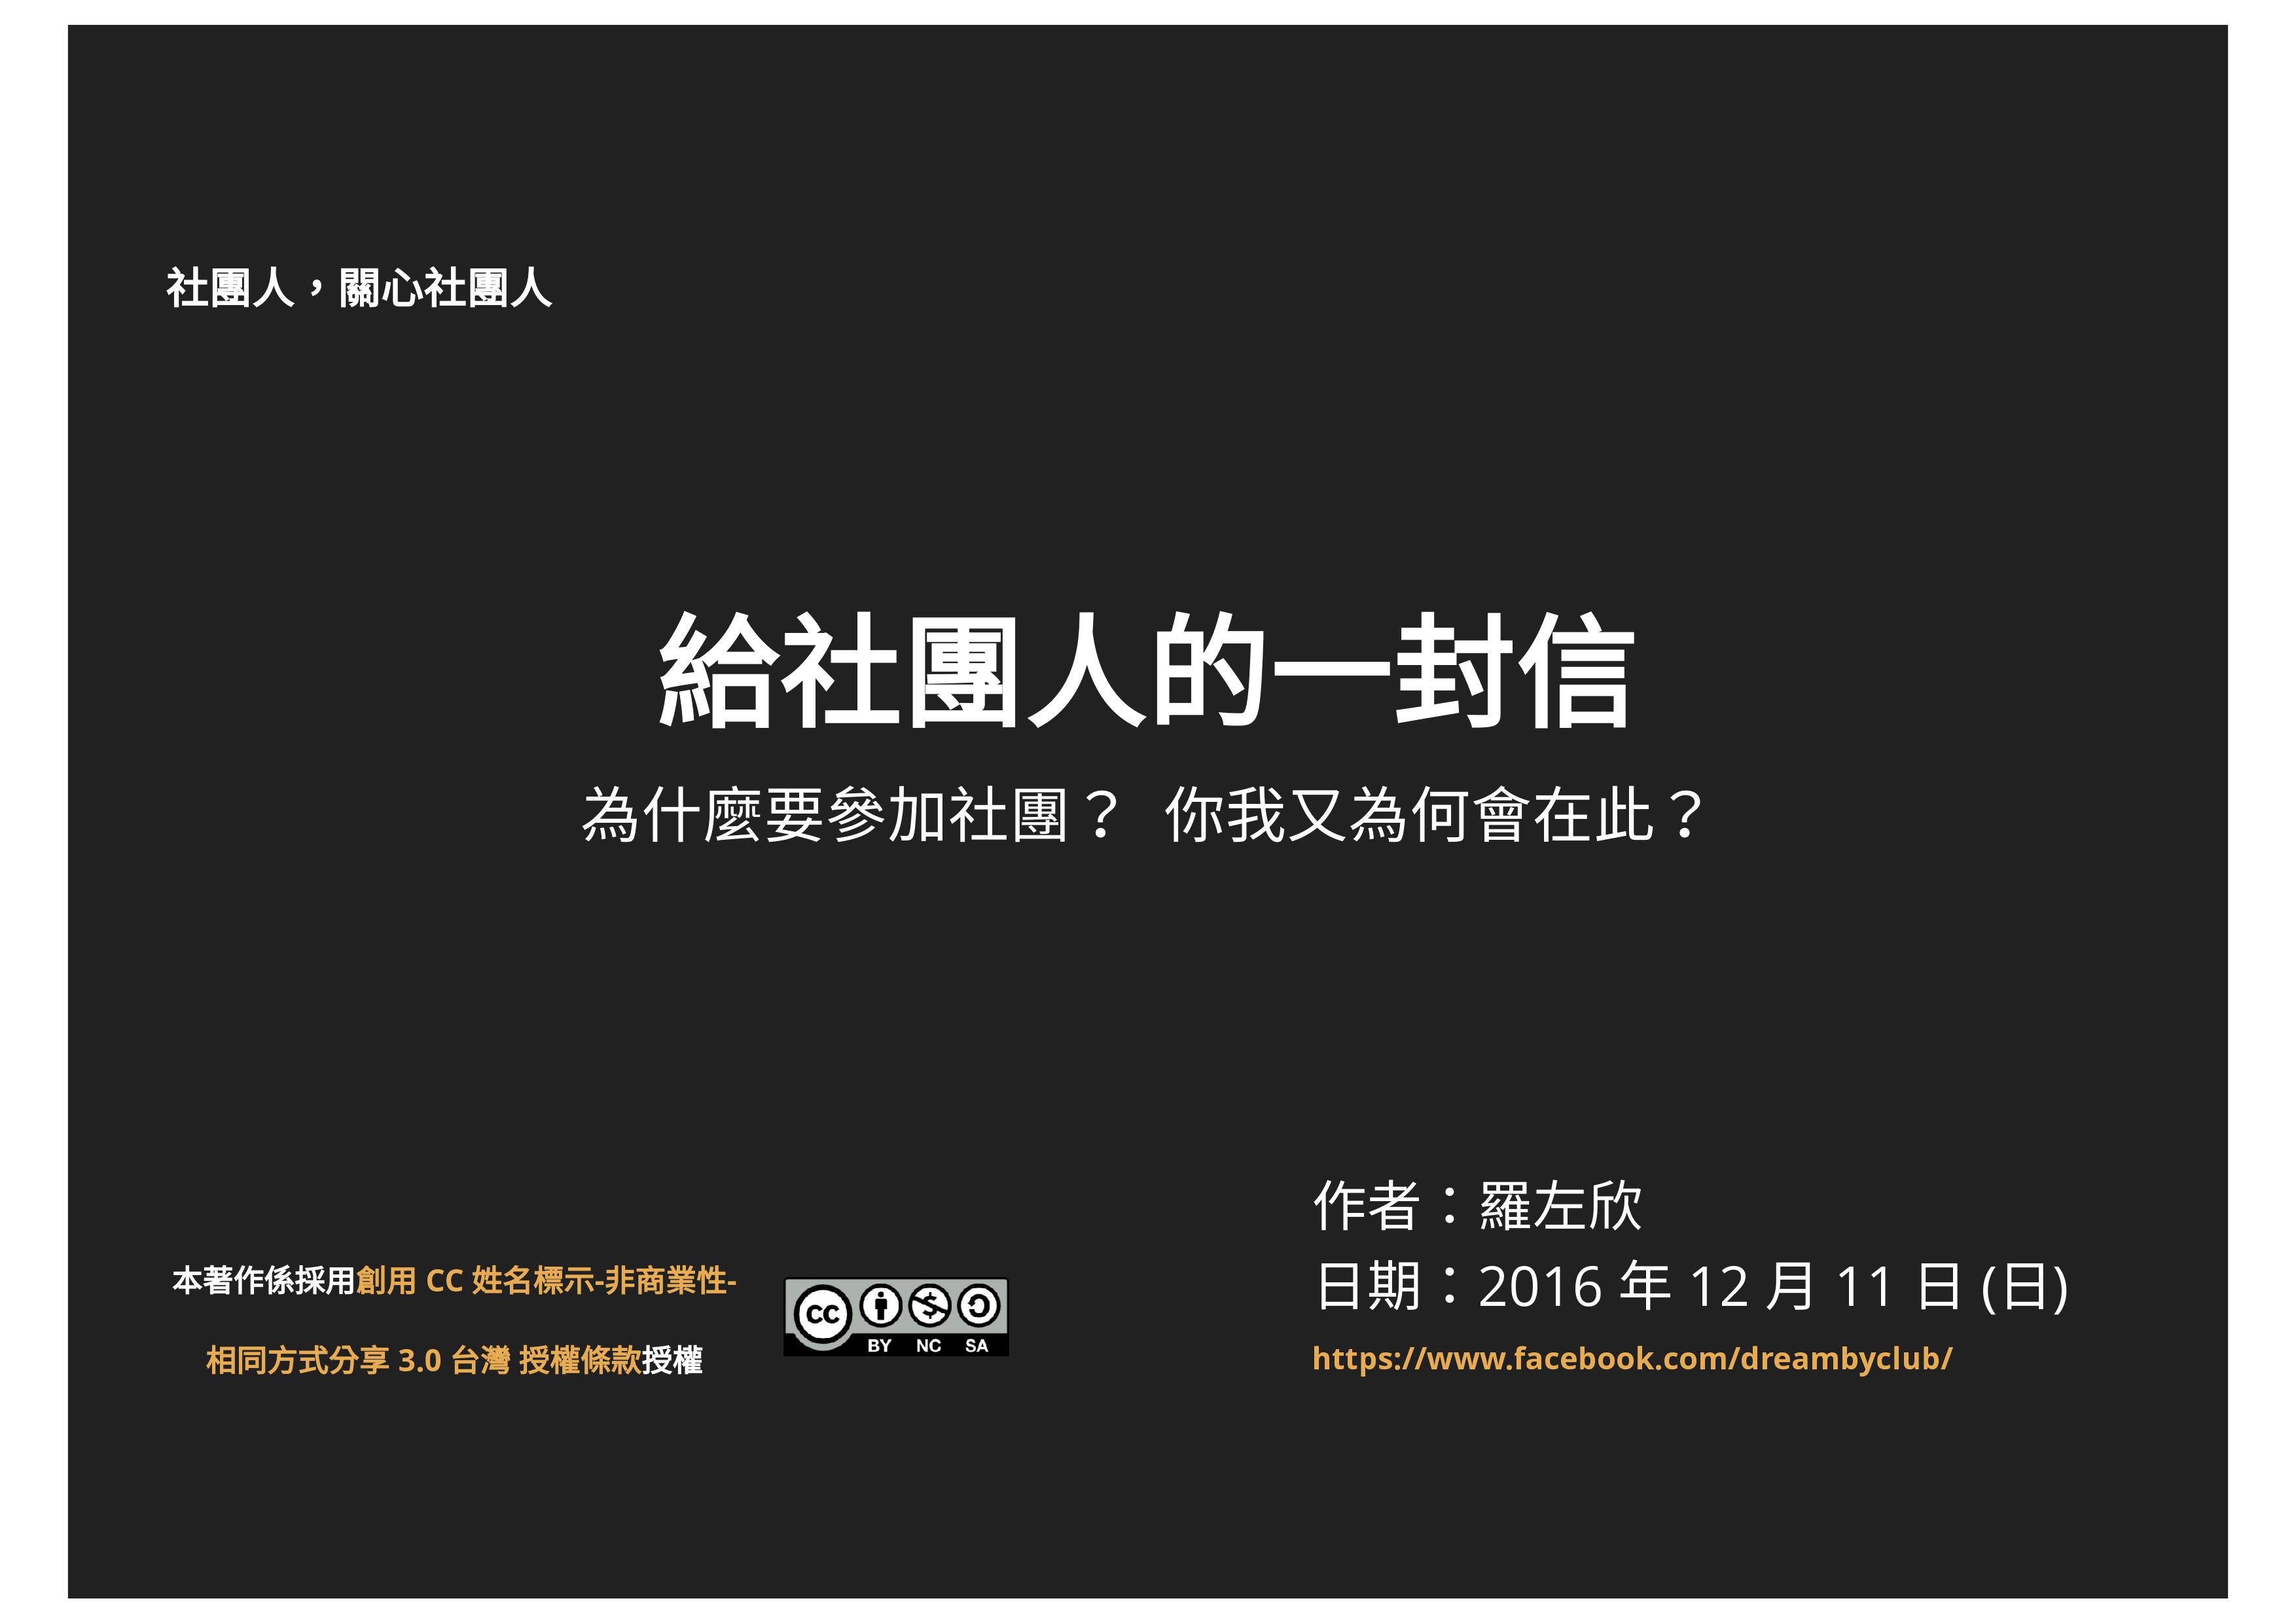 社團人，關心社團人
給社團人的一封信
為什麼要參加社團？ 你我又為何會在此？
作者：羅左欣
日期：2016 年 12 月 11 日 (日)
https://www.facebook.com/dreambyclub/
本著作係採用創用 CC 姓名標示-非商業性-
相同方式分享 3.0 台灣 授權條款授權
CC
BY NC SA